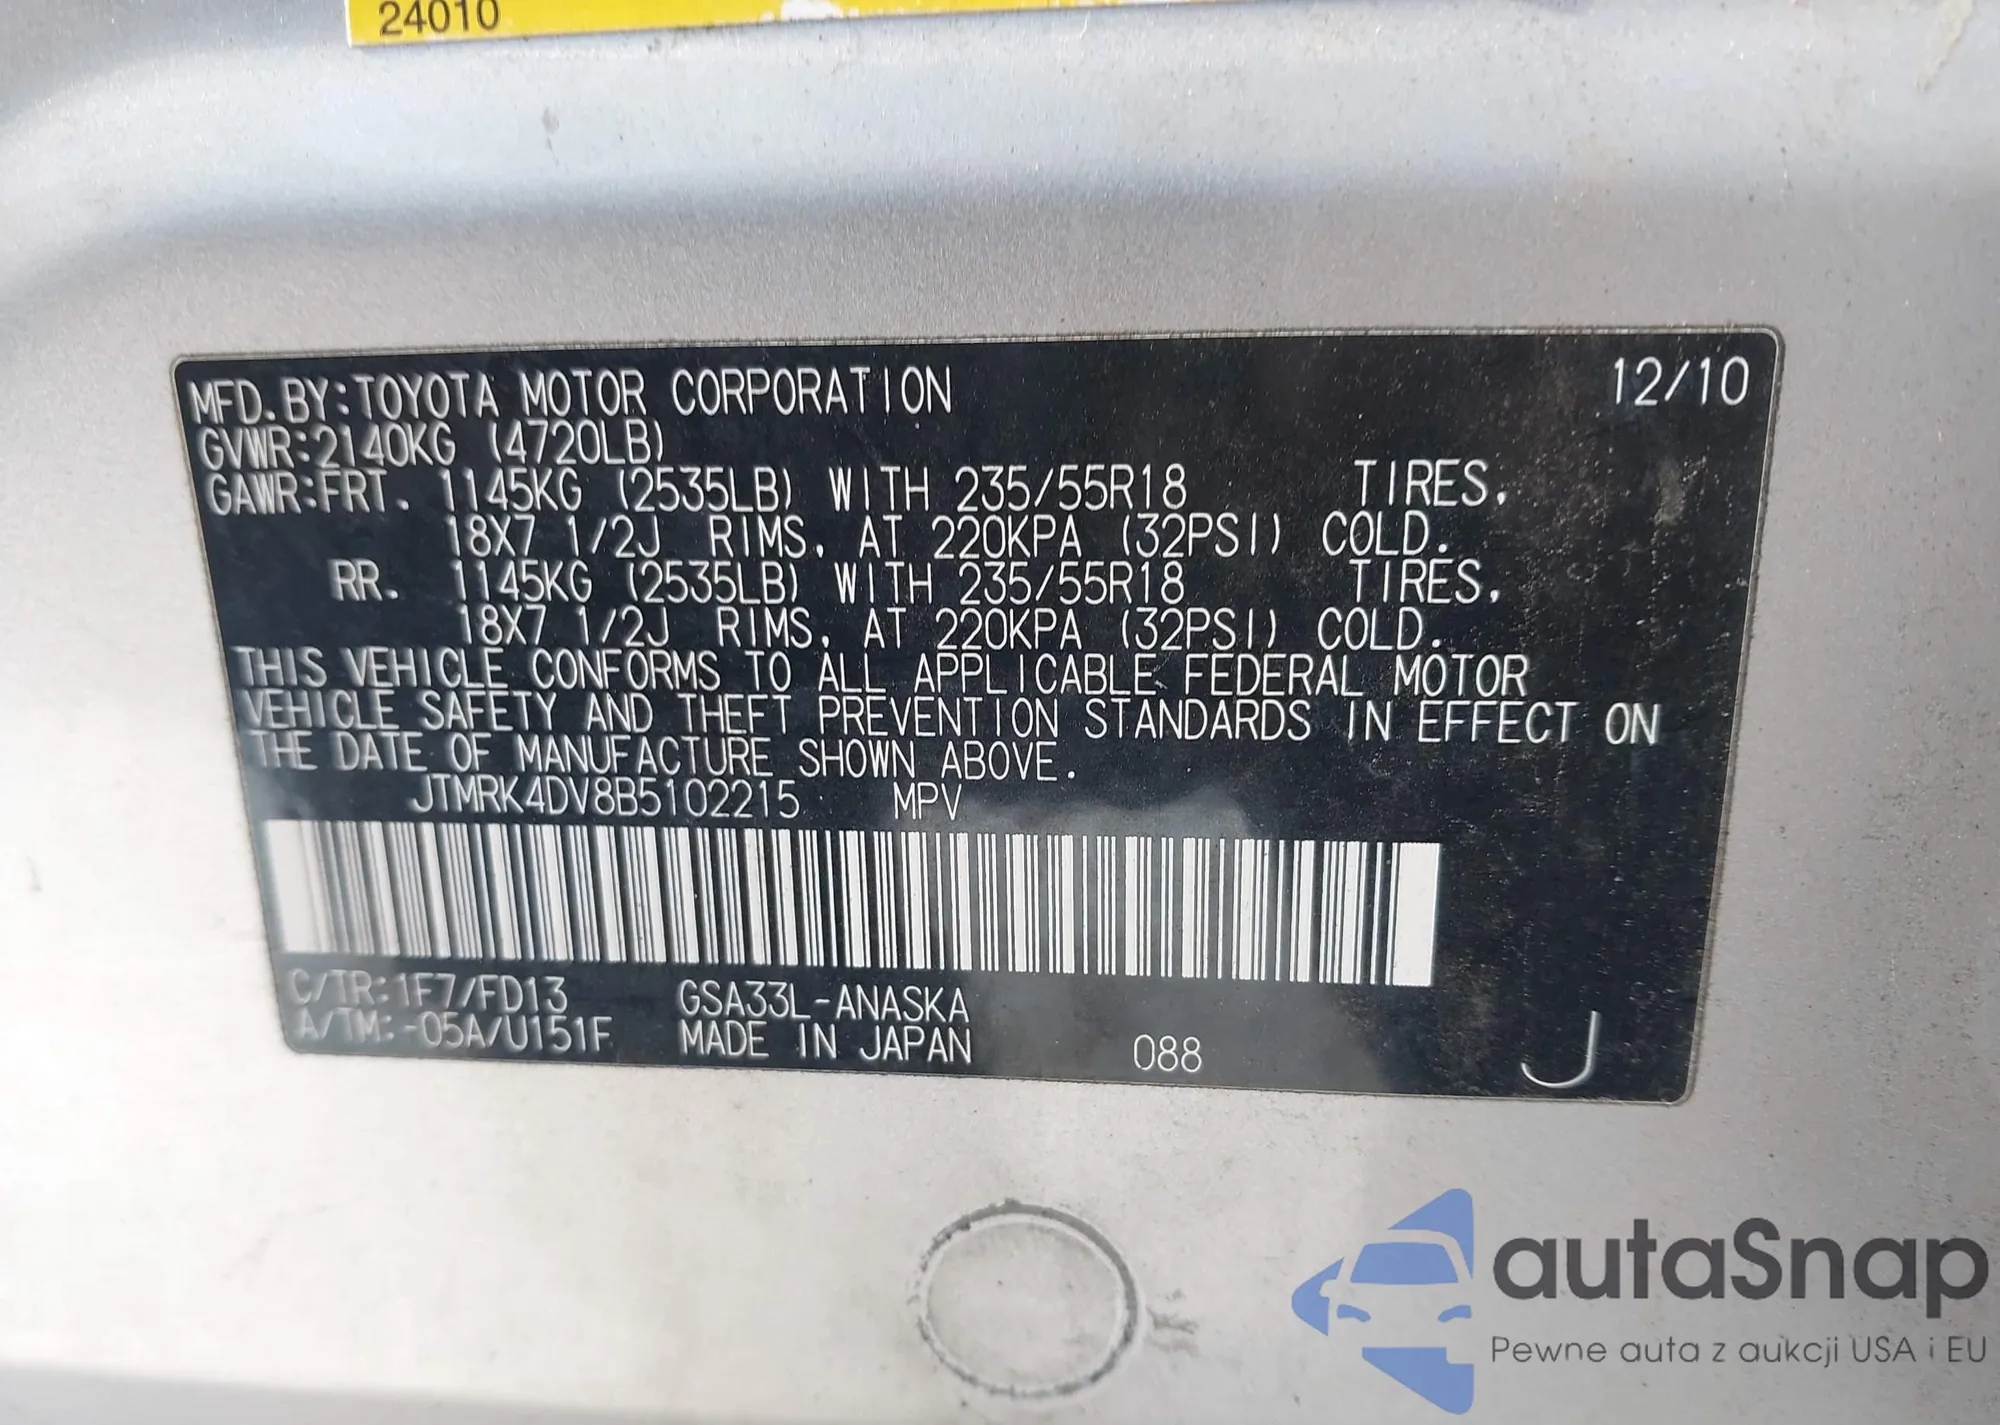 24010
MFD.BY:TOYOTA MOTOR CORPORATION 12/10
GVWR:2140KG (4720LB)
GAWR:FRT. 1145KG (2535LB) WITH 235/55R18 TIRES,
18X7 1/2J RIMS, AT 220KPA (32PSI) COLD.
RR. 1145KG (2535LB) WITH 235/55R18 TIRES,
18X7 1/2J RIMS, AT 220KPA (32PSI) COLD.
THIS VEHICLE CONFORMS TO ALL APPLICABLE FEDERAL MOTOR
VEHICLE SAFETY AND THEFT PREVENTION STANDARDS IN EFFECT ON
THE DATE OF MANUFACTURE SHOWN ABOVE.
JTMRK4DV8B5102215 MPV
C/TR:1F7/FD13 GSA33L-ANASKA
A/TM:-05A/U151F MADE IN JAPAN 088 J
autoSnap
Pewne auta z aukcji USA i EU